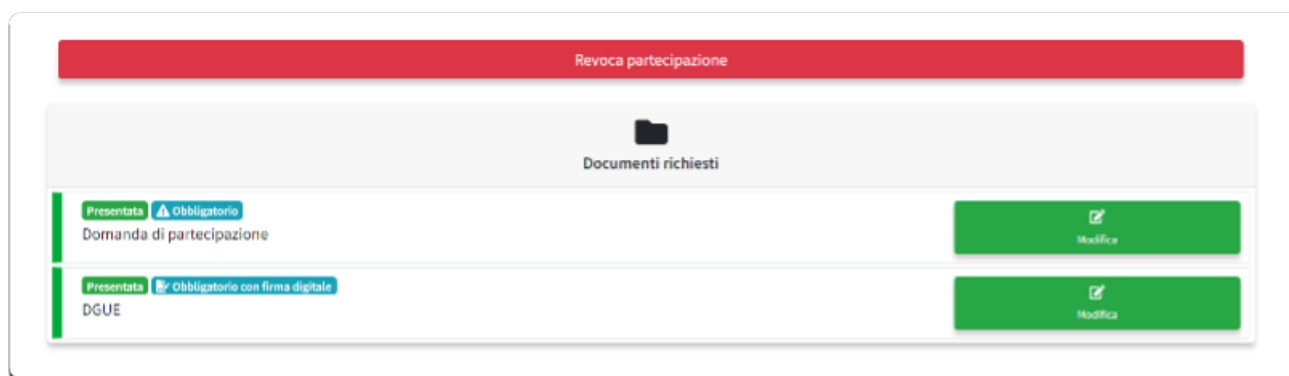 Revoca partecipazione
Documenti richiesti
Presentata Obbligatorio
Domanda di partecipazione
Modifica
Presentata Obbligatorio con firma digitale
DGUE
Modifica